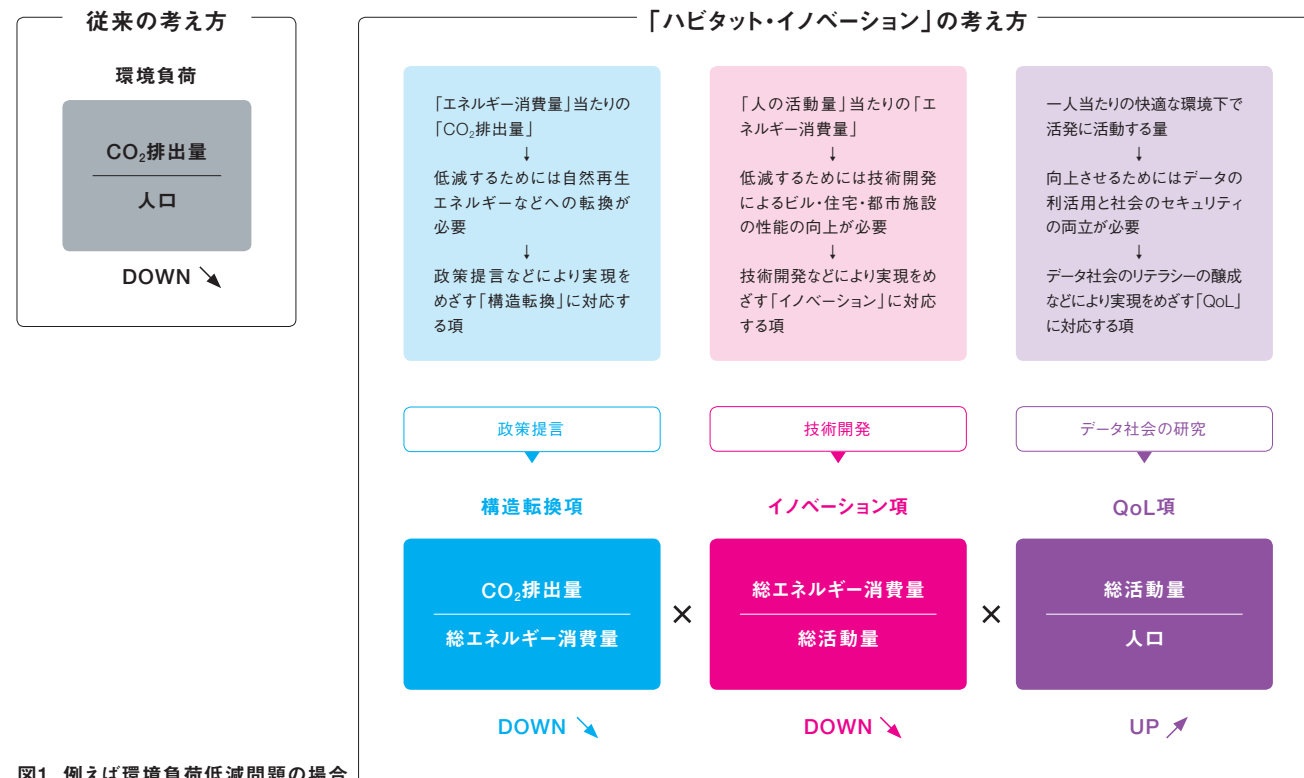 従来の考え方
環境負荷
CO₂排出量
人口
DOWN ↘
「ハビタット・イノベーション」の考え方
「エネルギー消費量」当たりの
「CO₂排出量」
↓
低減するためには自然再生
エネルギーなどへの転換が
必要
↓
政策提言などにより実現を
めざす「構造転換」に対応す
る項
「人の活動量」当たりの「エ
ネルギー消費量」
↓
低減するためには技術開発
によるビル・住宅・都市施設
の性能の向上が必要
↓
技術開発などにより実現をめ
ざす「イノベーション」に対応
する項
一人当たりの快適な環境下で
活発に活動する量
↓
向上させるためにはデータの
利活用と社会のセキュリティ
の両立が必要
↓
データ社会のリテラシーの醸成
などにより実現をめざす「QoL」
に対応する項
政策提言
技術開発
データ社会の研究
構造転換項
イノベーション項
QoL項
CO₂排出量
総エネルギー消費量
×
総エネルギー消費量
総活動量
×
総活動量
人口
DOWN ↘
DOWN ↘
UP ↗
図1 例えば環境負荷低減問題の場合